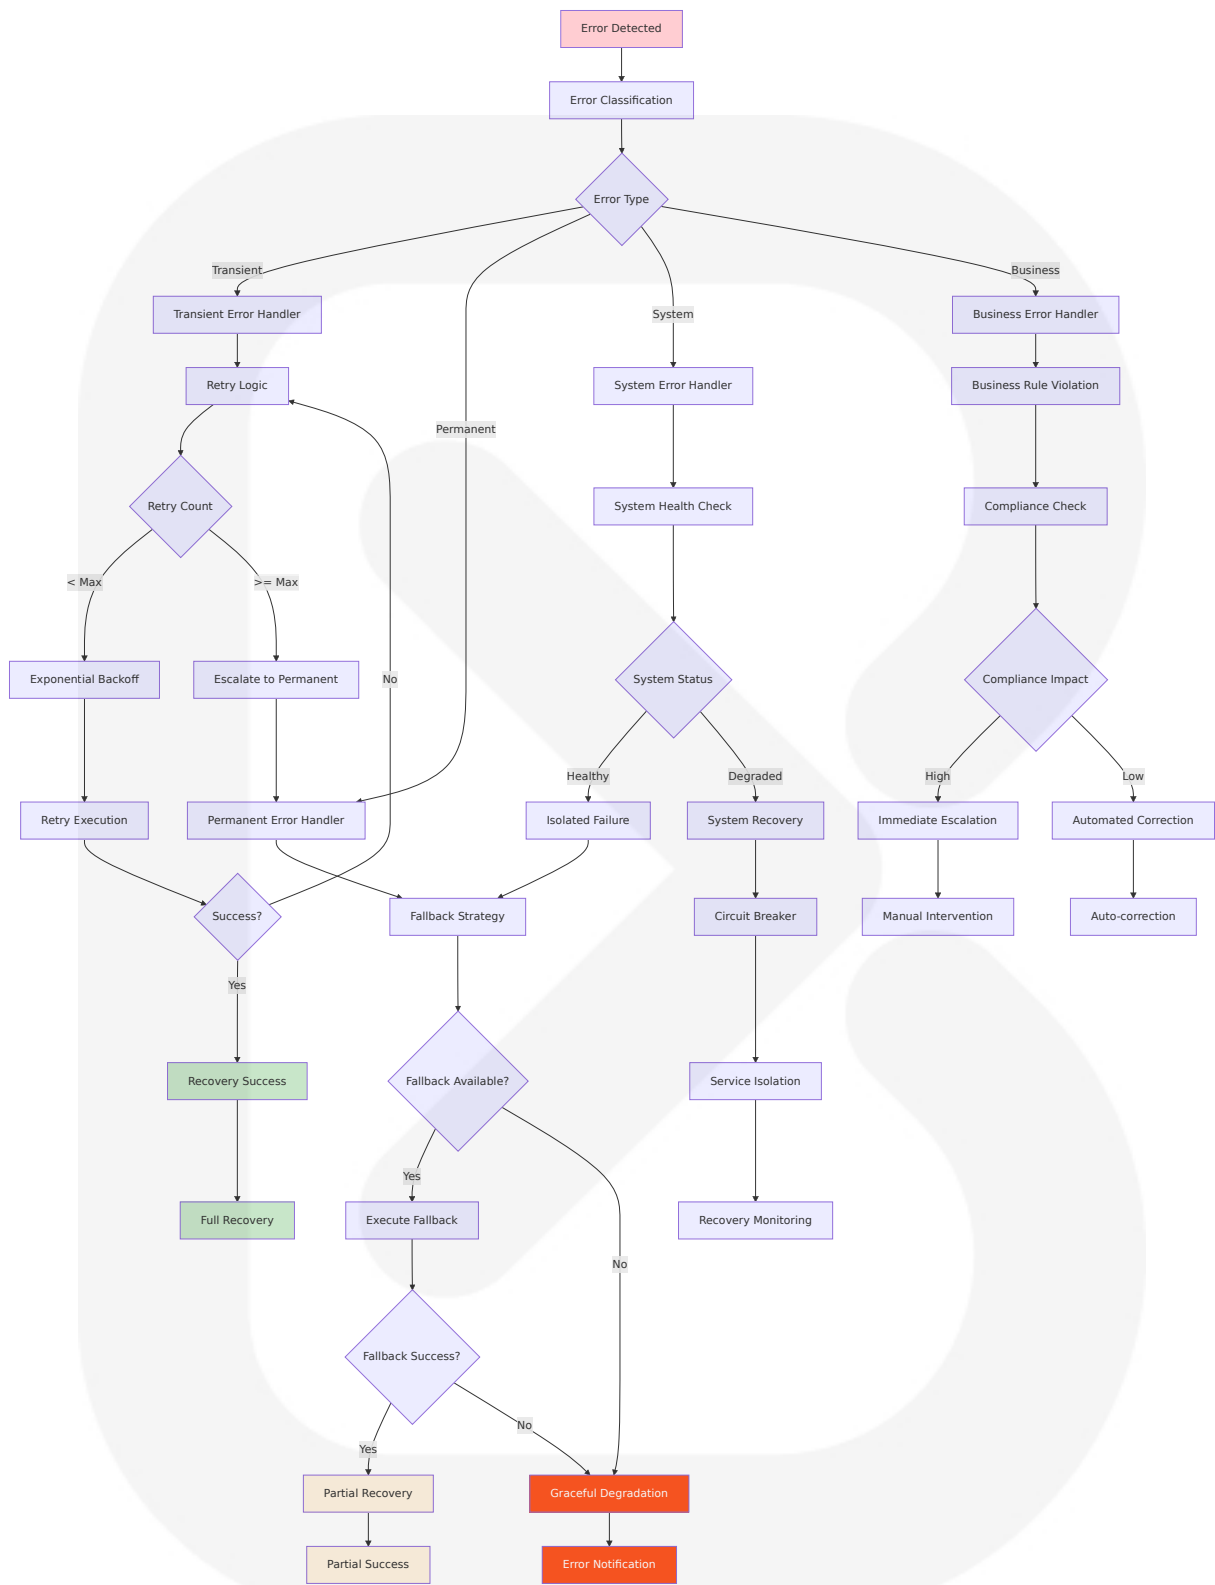 Error Detected
Error Classification
Error Type
Transient
Business
Transient Error Handler
System
Business Error Handler
Retry Logic
System Error Handler
Business Rule Violation
Permanent
Retry Count
System Health Check
Compliance Check
< Max
>= Max
Exponential Backoff
Escalate to Permanent
No
System Status
Compliance Impact
Healthy
Degraded
High
Low
Retry Execution
Permanent Error Handler
Isolated Failure
System Recovery
Immediate Escalation
Automated Correction
Success?
Fallback Strategy
Circuit Breaker
Manual Intervention
Auto-correction
Yes
Recovery Success
Fallback Available?
Service Isolation
Yes
Full Recovery
Execute Fallback
Recovery Monitoring
No
Fallback Success?
No
Yes
Partial Recovery
Graceful Degradation
Partial Success
Error Notification